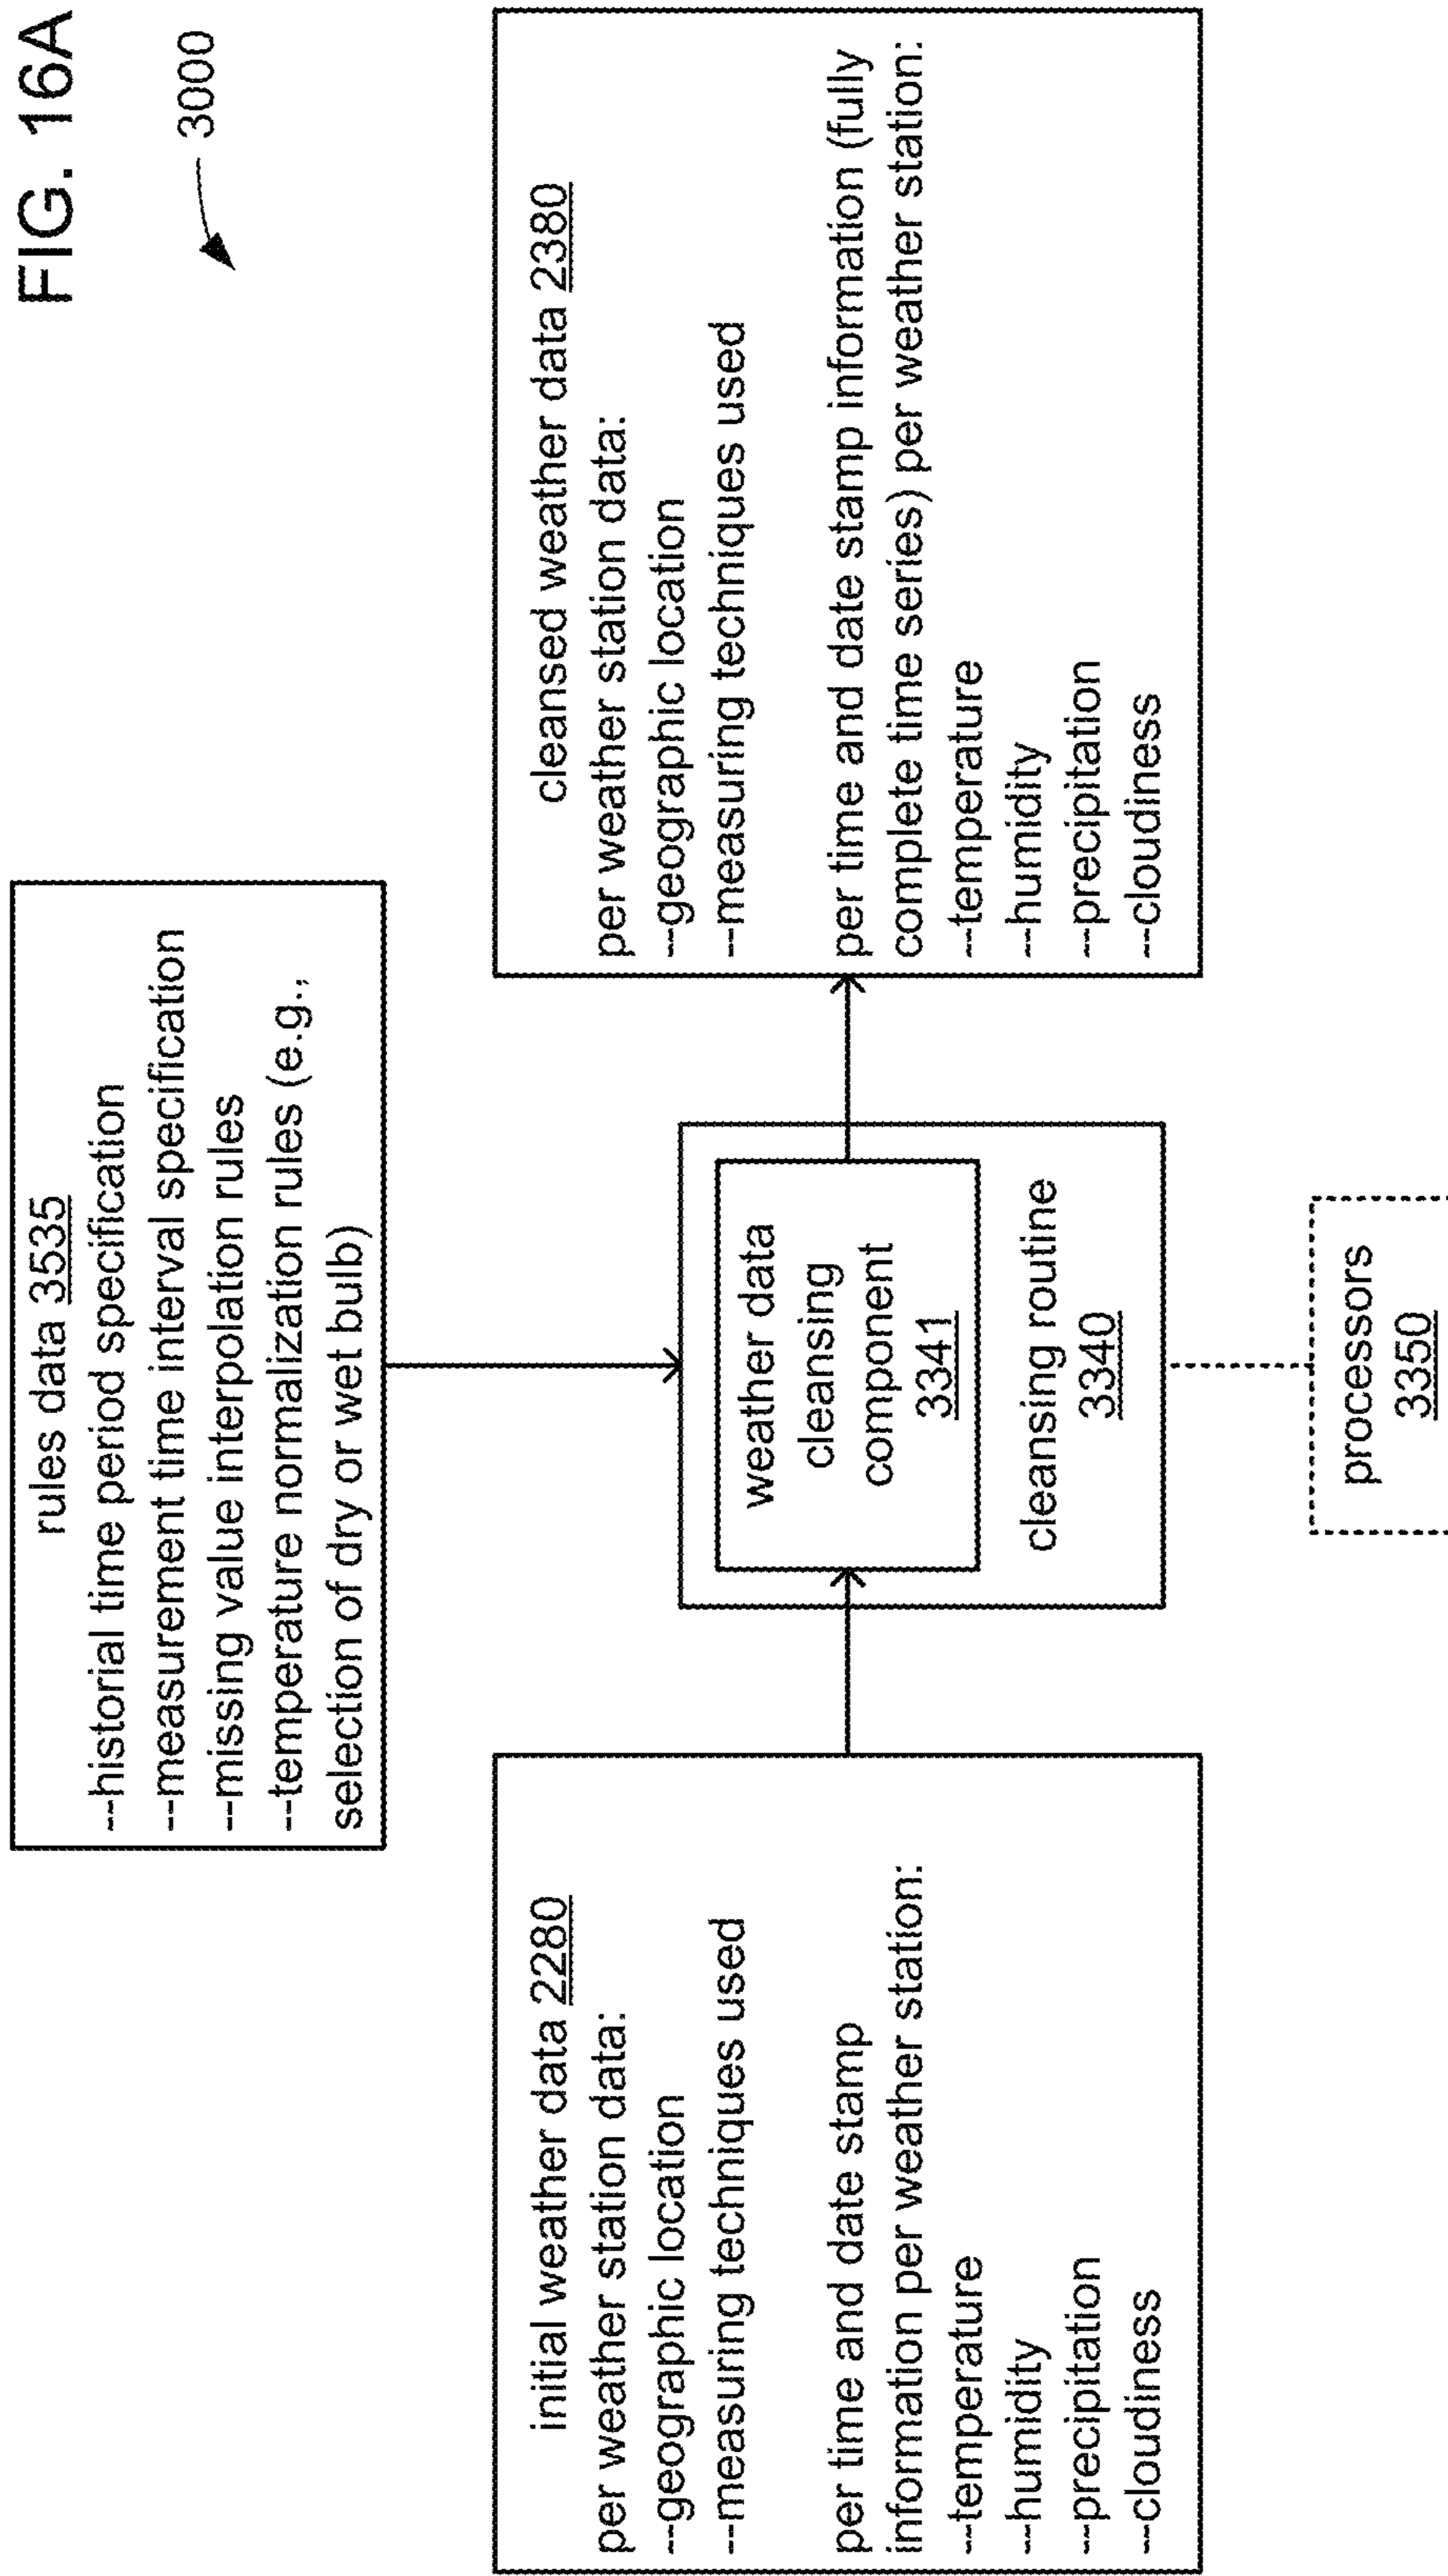 FIG. 16A
3000
rules data 3535
--historial time period specification
--measurement time interval specification
--missing value interpolation rules
--temperature normalization rules (e.g.,
selection of dry or wet bulb)
initial weather data 2280
per weather station data:
--geographic location
--measuring techniques used
per time and date stamp
information per weather station:
--temperature
--humidity
--precipitation
--cloudiness
weather data
cleansing
component
3341
cleansing routine
3340
processors
3350
cleansed weather data 2380
per weather station data:
--geographic location
--measuring techniques used
per time and date stamp information (fully
complete time series) per weather station:
--temperature
--humidity
--precipitation
--cloudiness